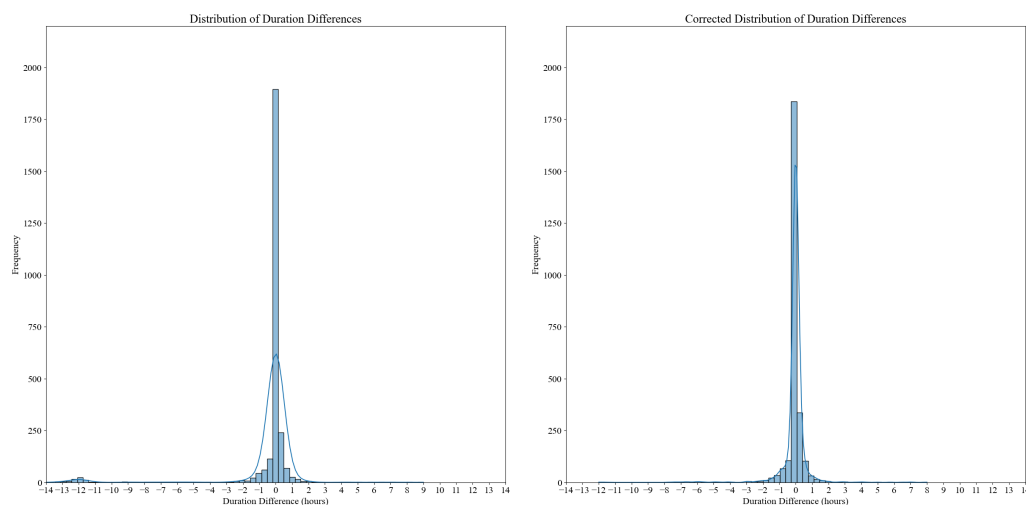 Distribution of Duration Differences
2000
1750
1500
1250
1000
750
500
250
0
Frequency
−14 −13 −12 −11 −10 −9 −8 −7 −6 −5 −4 −3 −2 −1 0 1 2 3 4 5 6 7 8 9 10 11 12 13 14
Duration Difference (hours)
Corrected Distribution of Duration Differences
2000
1750
1500
1250
1000
750
500
250
0
Frequency
−14 −13 −12 −11 −10 −9 −8 −7 −6 −5 −4 −3 −2 −1 0 1 2 3 4 5 6 7 8 9 10 11 12 13
Duration Difference (hours)